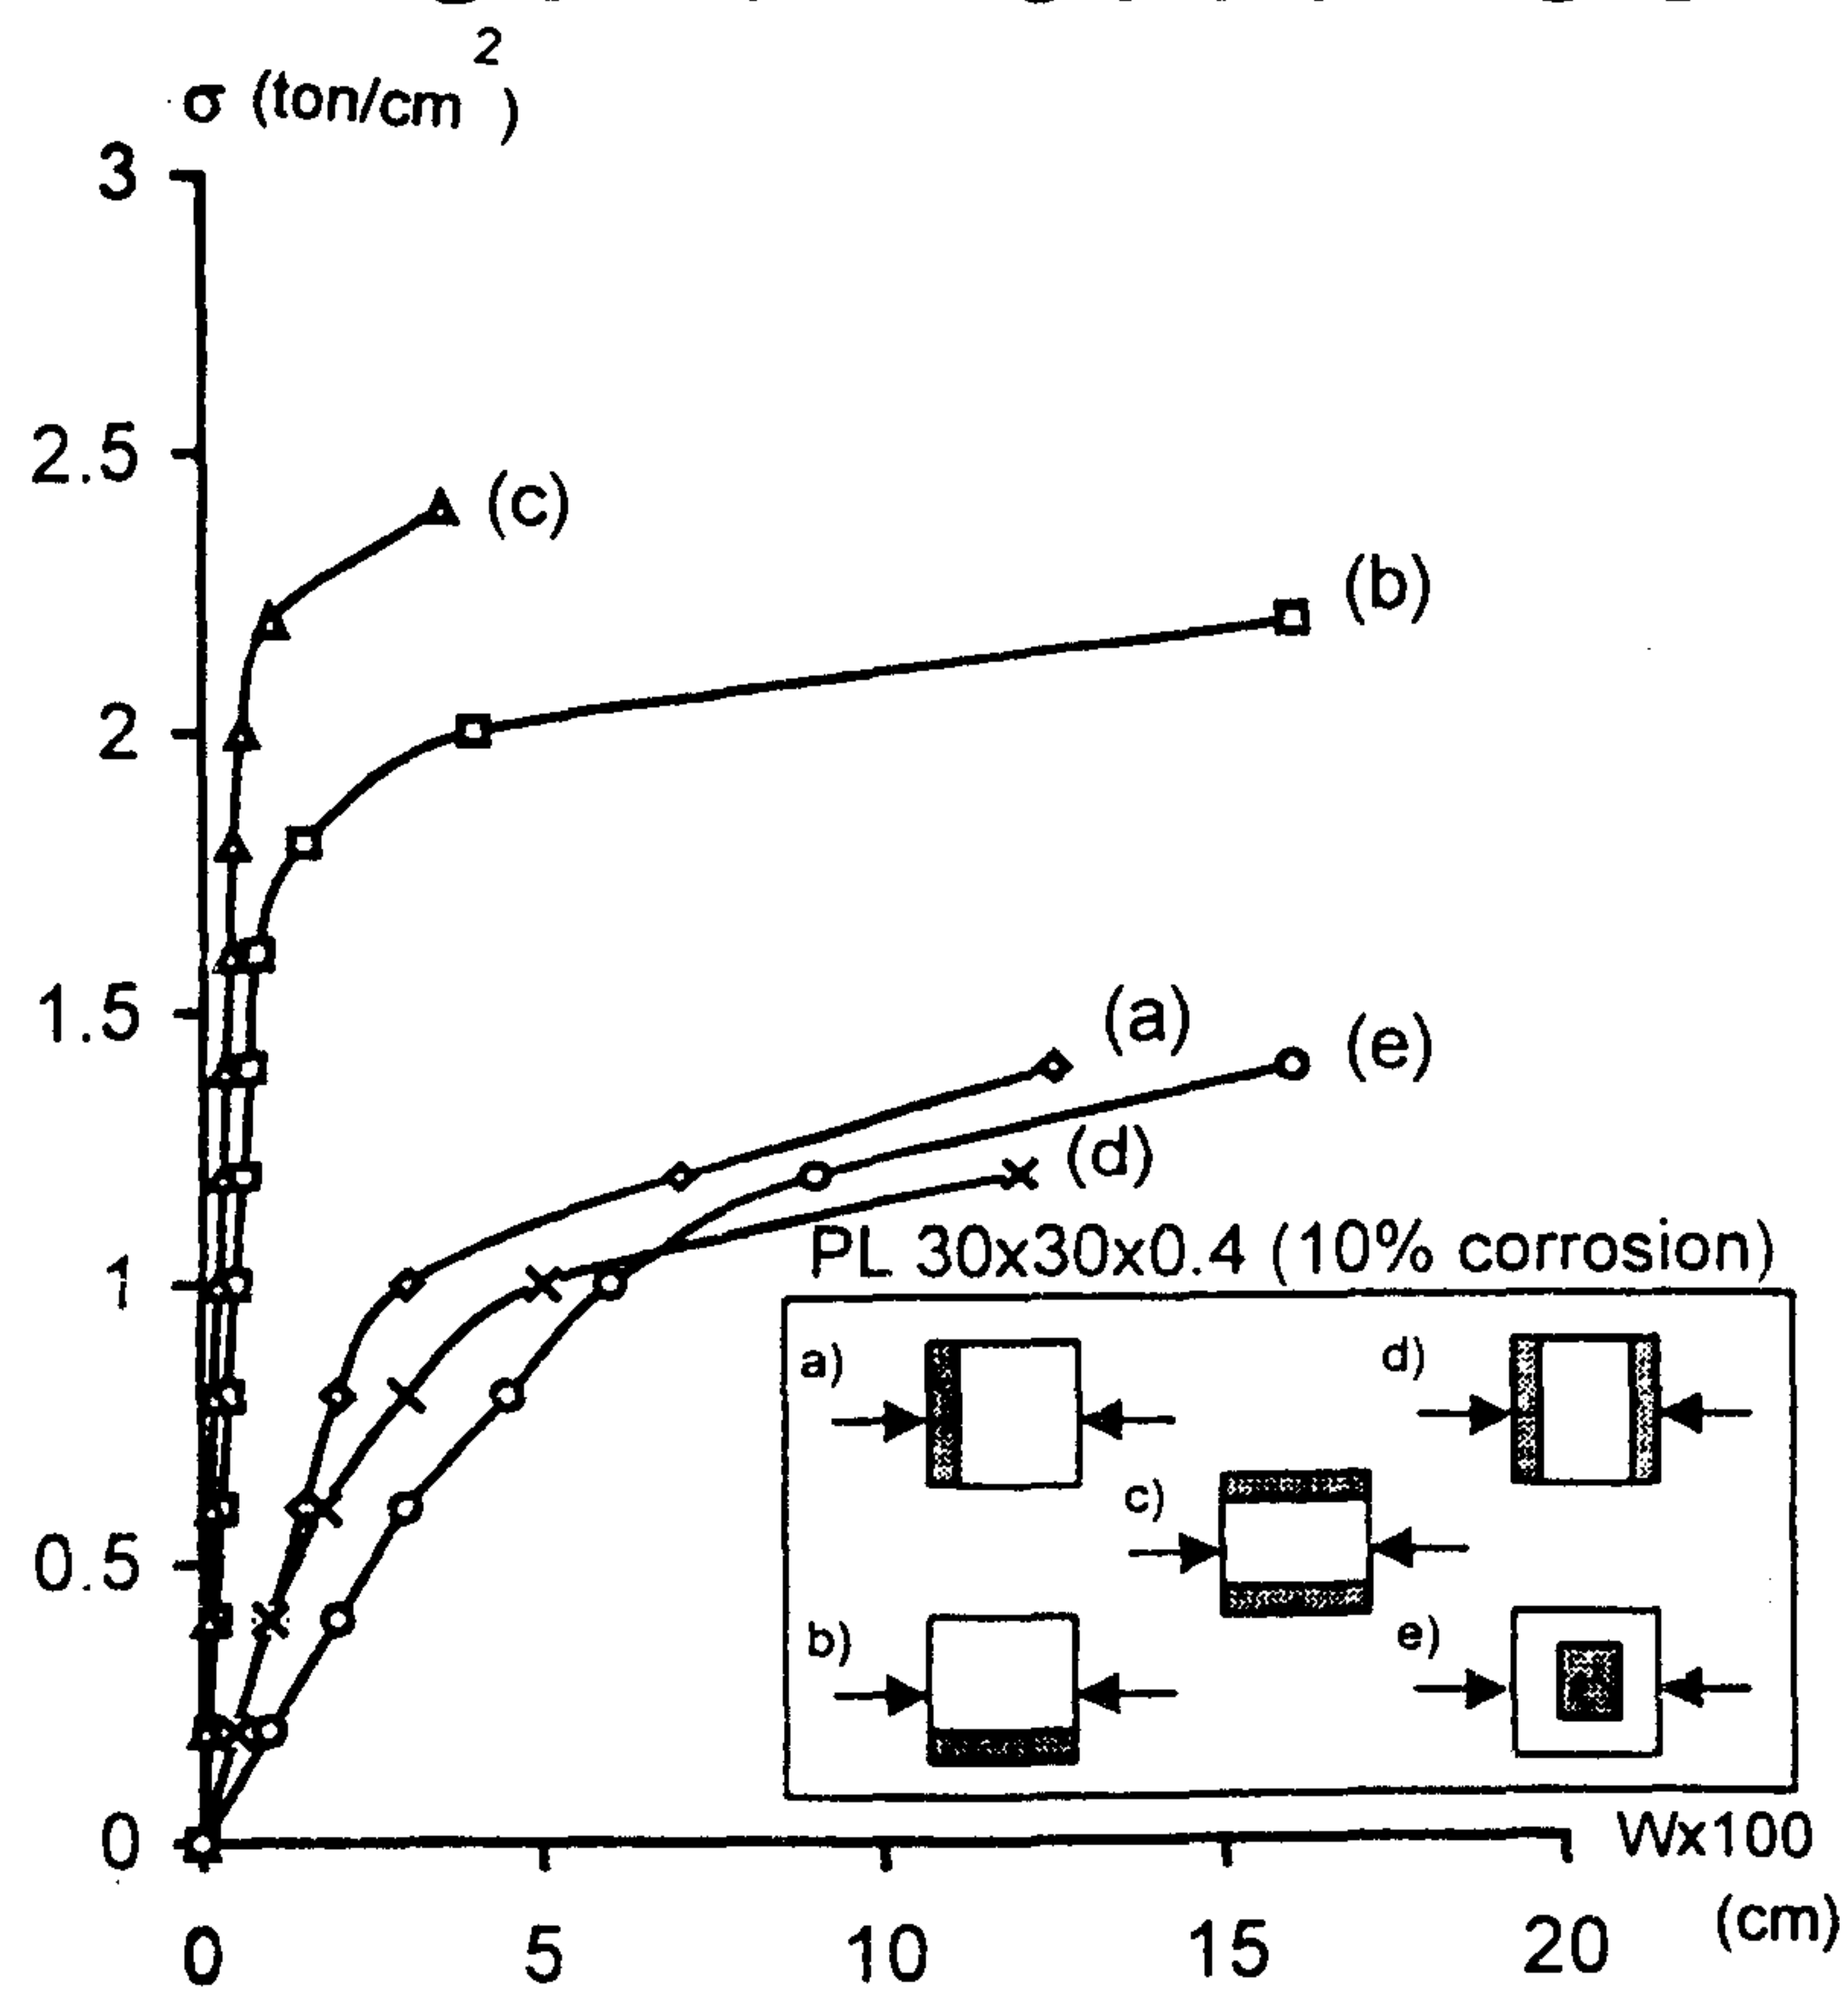 σ (ton/cm²)
3
2.5
2
1.5
1
0.5
0
(c)
(b)
(a)
(e)
(d)
PL 30x30x0.4 (10% corrosion)
a)
d)
c)
b)
e)
Wx100
(cm)
0 5 10 15 20